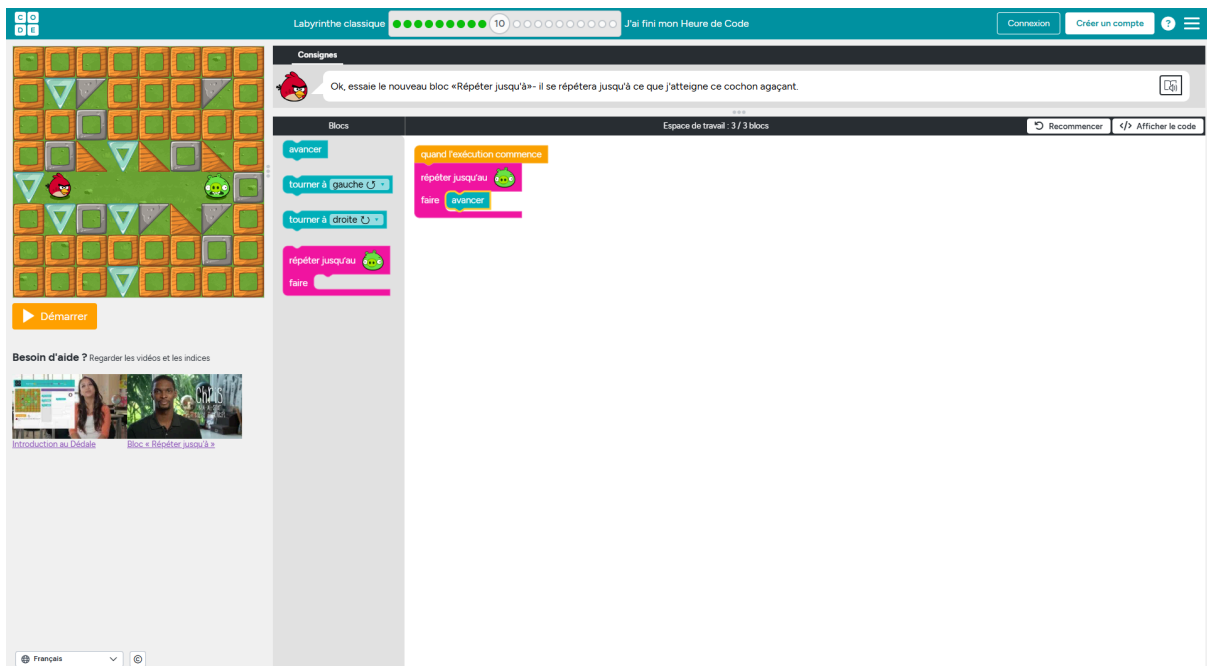 C O
D E
Labyrinthe classique 10 J'ai fini mon Heure de Code
Connexion
Créer un compte
?
Consignes
Ok, essaie le nouveau bloc «Répéter jusqu'à»- il se répétera jusqu'à ce que j'atteigne ce cochon agaçant.
Blocs
Espace de travail : 3 / 3 blocs
Recommencer
</> Afficher le code
avancer
tourner à gauche
tourner à droite
répéter jusqu'au
faire
quand l'exécution commence
répéter jusqu'au
faire avancer
Démarrer
Besoin d'aide ? Regarder les vidéos et les indices
Chris
Introduction au Dédale
Bloc « Répéter jusqu'à »
Français
©